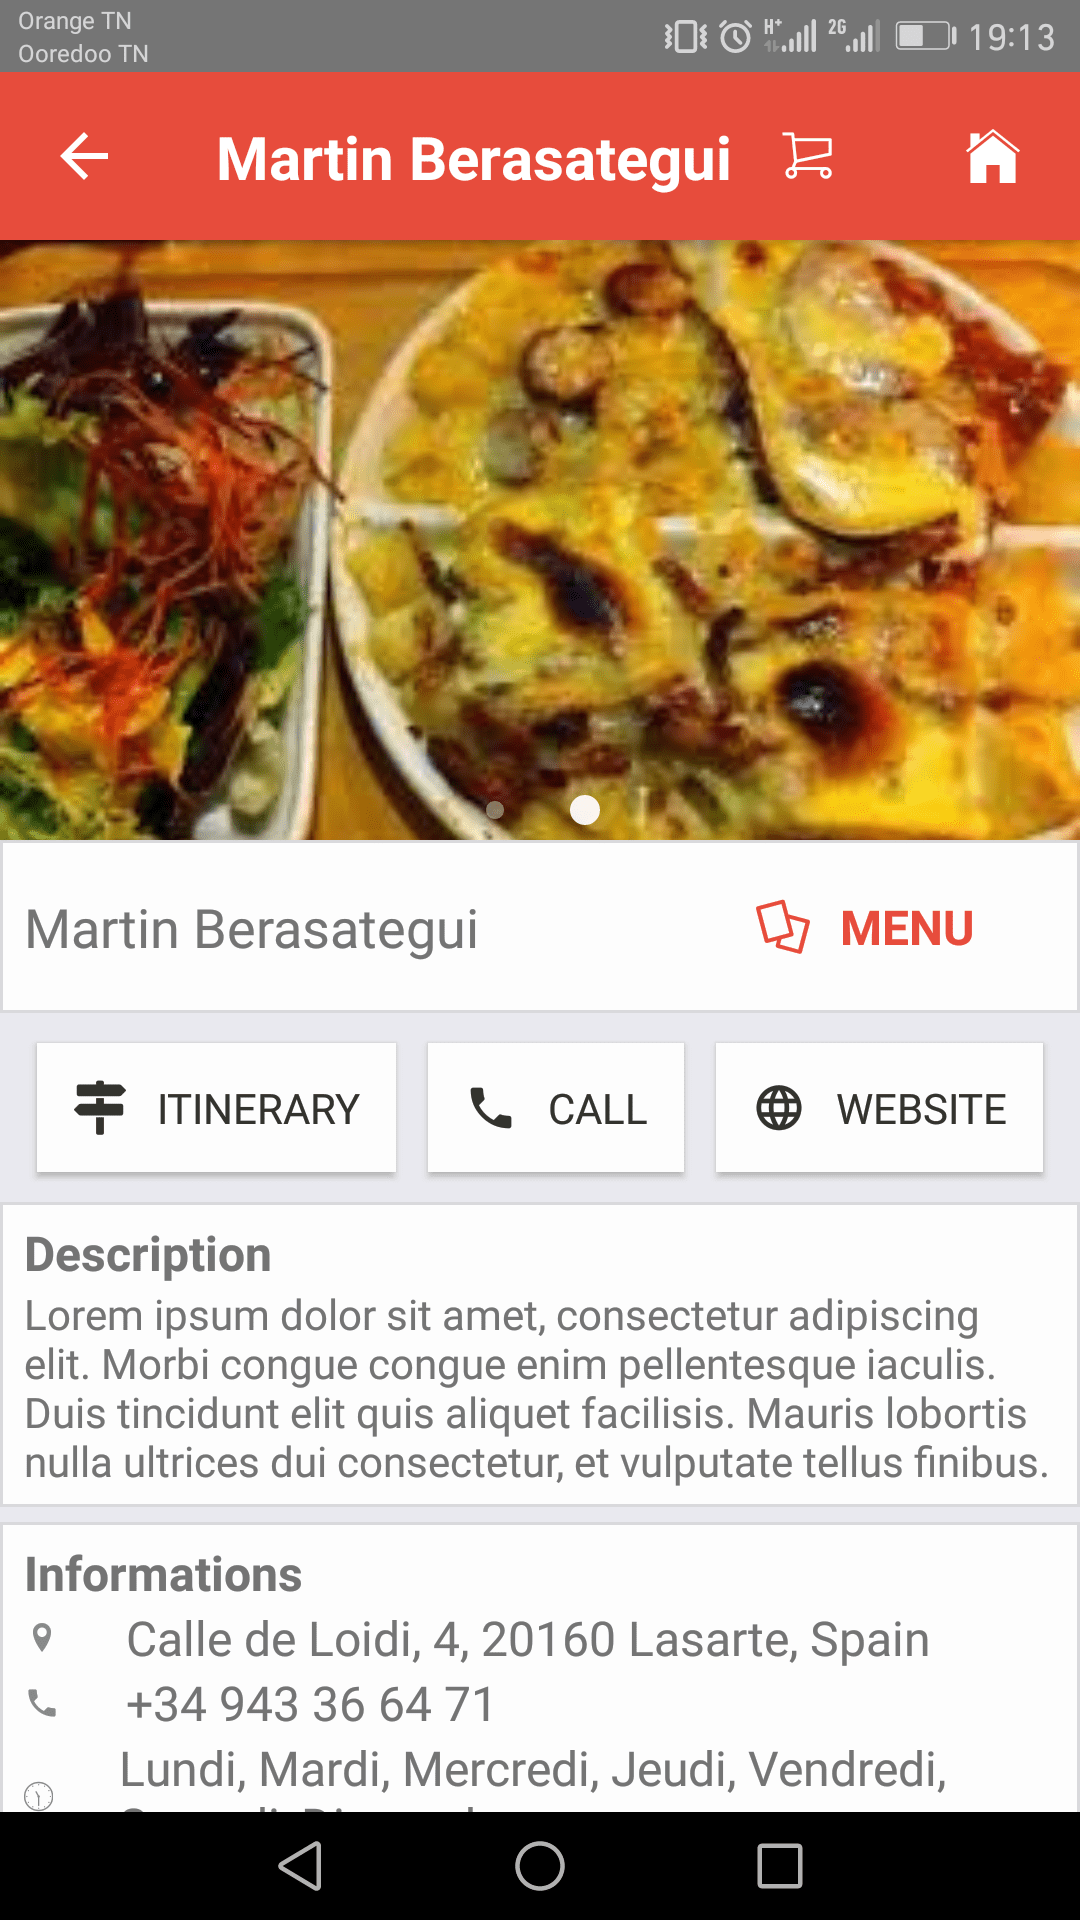 Orange TN
Ooredoo TN
H+ 2G 19:13
Martin Berasategui
Martin Berasategui
MENU
ITINERARY
CALL
WEBSITE
Description
Lorem ipsum dolor sit amet, consectetur adipiscing
elit. Morbi congue congue enim pellentesque iaculis.
Duis tincidunt elit quis aliquet facilisis. Mauris lobortis
nulla ultrices dui consectetur, et vulputate tellus finibus.
Informations
Calle de Loidi, 4, 20160 Lasarte, Spain
+34 943 36 64 71
Lundi, Mardi, Mercredi, Jeudi, Vendredi,